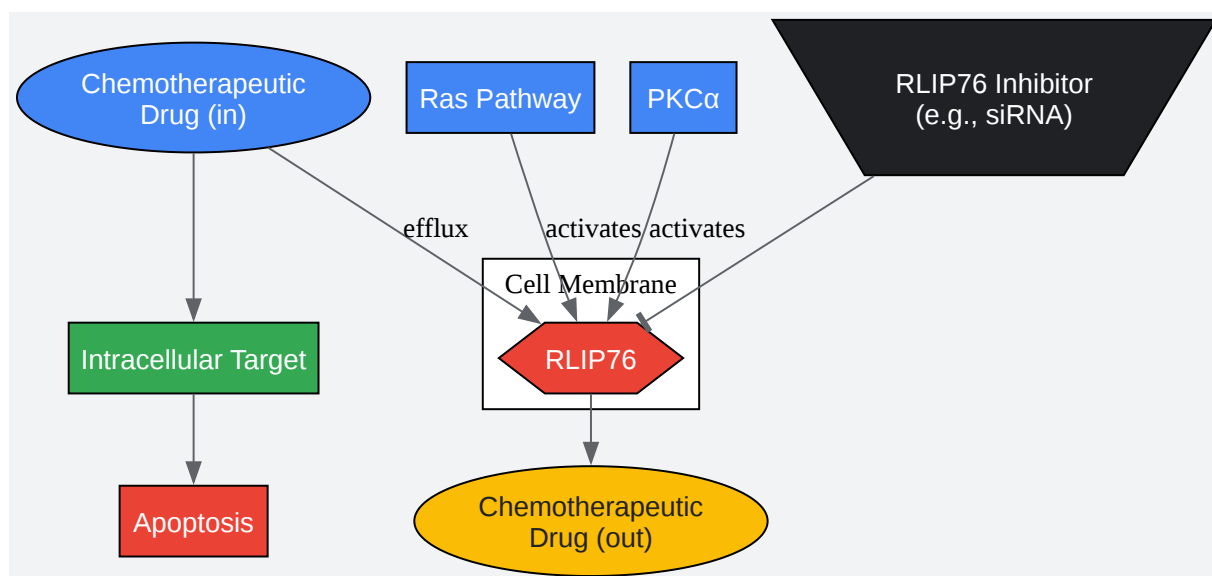 Chemotherapeutic
Drug (in)
Ras Pathway
PKCα
RLIP76 Inhibitor
(e.g., siRNA)
efflux
activates
activates
Cell Membrane
Intracellular Target
RLIP76
Apoptosis
Chemotherapeutic
Drug (out)